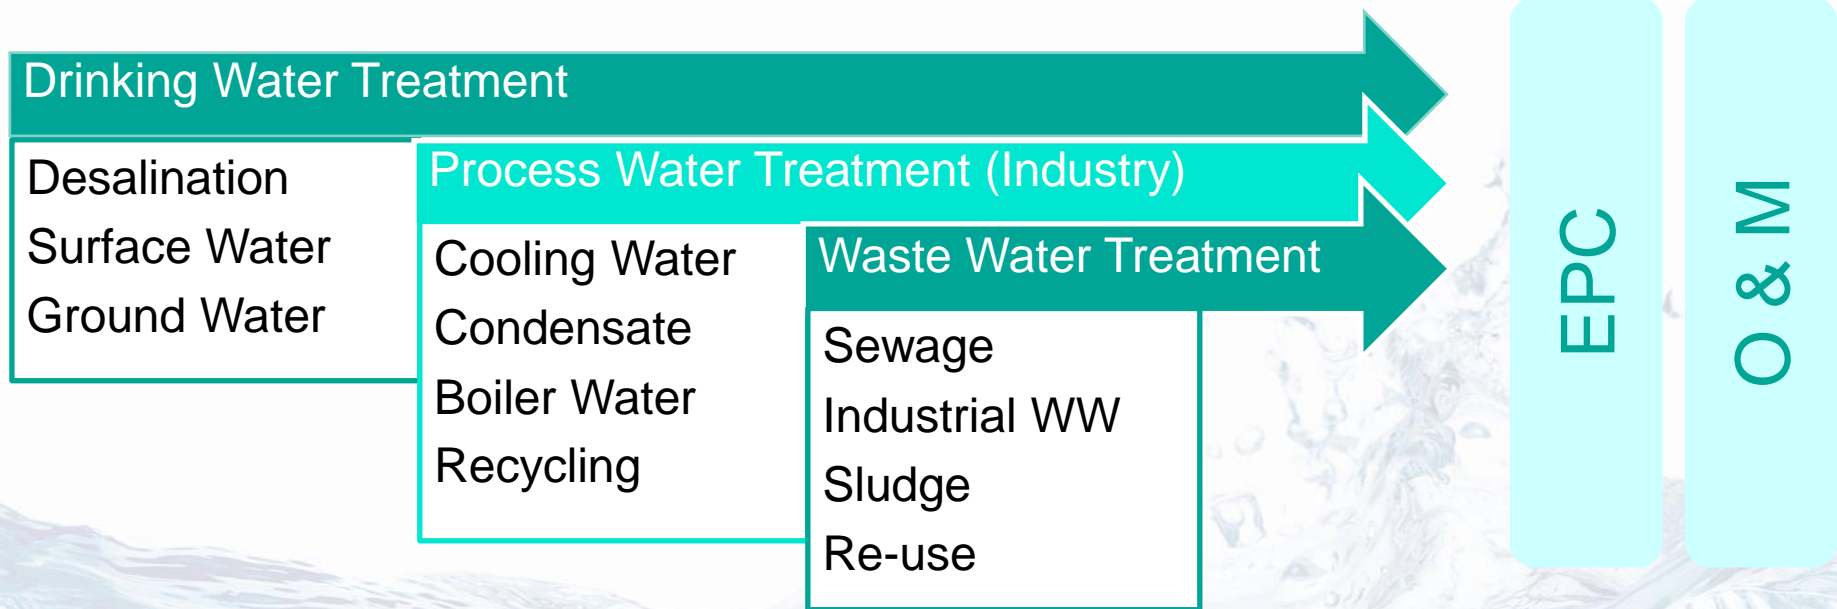 Drinking Water Treatment
Desalination
Surface Water
Ground Water
Process Water Treatment (Industry)
Cooling Water
Condensate
Boiler Water
Recycling
Waste Water Treatment
Sewage
Industrial WW
Sludge
Re-use
EPC
O & M